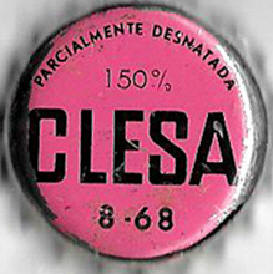 PARCIALMENTE DESNATADA
150%
CLESA
8-68